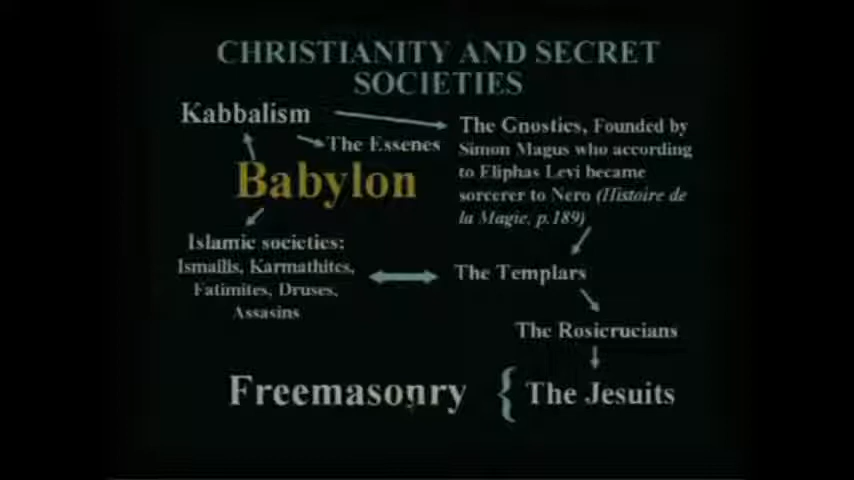 CHRISTIANITY AND SECRET
SOCIETIES
Kabbalism
The Essenes
The Gnostics, Founded by
Simon Magus who according
to Eliphas Levi became
sorcerer to Nero (Histoire de
la Magie, p.189)
Babylon
Islamic societies:
Ismaills, Karmathites,
Fatimites, Druses,
Assasins
The Templars
The Rosicrucians
Freemasonry { The Jesuits